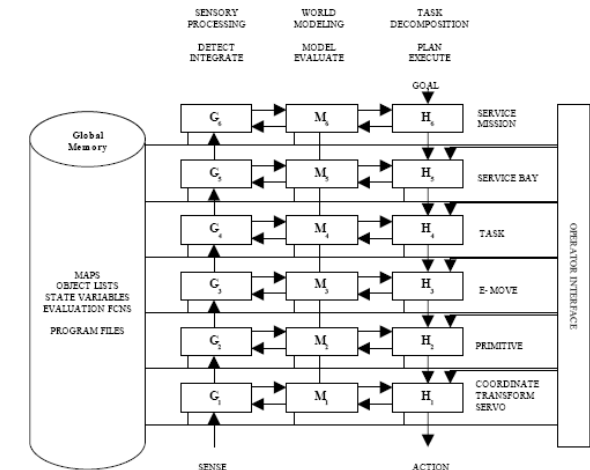 SENSORY
PROCESSING
DETECT
INTEGRATE
WORLD
MODELING
MODEL
EVALUATE
TASK
DECOMPOSITION
PLAN
EXECUTE
GOAL
Global
Memory
MAPS
OBJECT LISTS
STATE VARIABLES
EVALUATION FCNS
PROGRAM FILES
G6 M6 H6 SERVICE
MISSION
G5 M5 H5 SERVICE BAY
G4 M4 H4 TASK
G3 M3 H3 E- MOVE
G2 M2 H2 PRIMITIVE
G1 M1 H1 COORDINATE
TRANSFORM
SERVO
OPERATOR INTERFACE
SENSE
ACTION